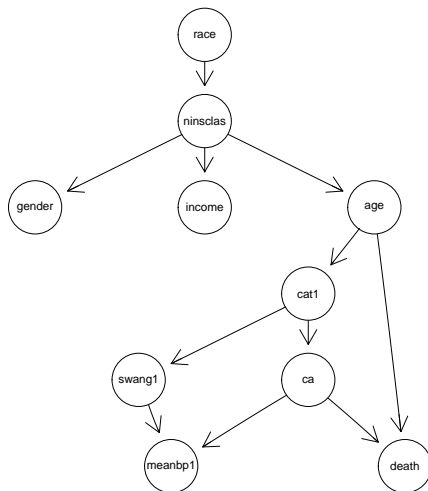 race
ninsclas
gender
income
age
cat1
swang1
ca
meanbp1
death